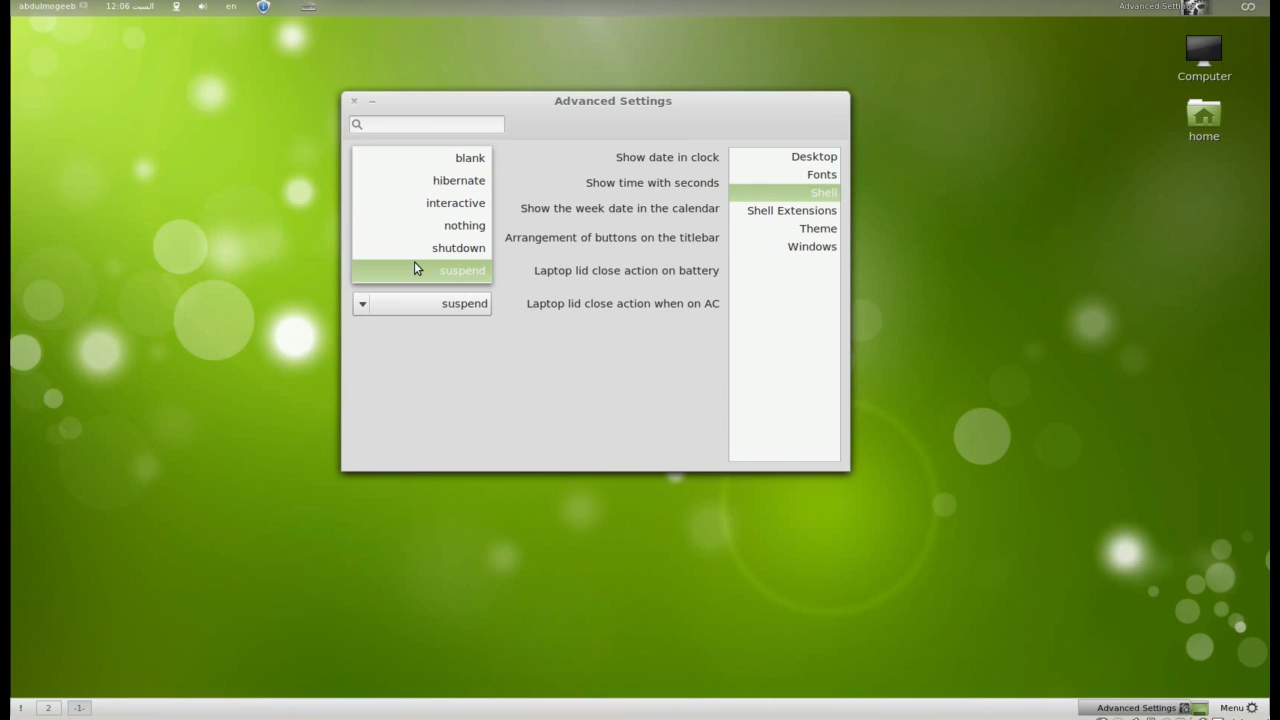 abdulmogeeb
السبت 12:06
en
Advanced Setti
Computer
home
Advanced Settings
blank
hibernate
interactive
nothing
shutdown
suspend
suspend
Show date in clock
Show time with seconds
Show the week date in the calendar
Arrangement of buttons on the titlebar
Laptop lid close action on battery
Laptop lid close action when on AC
Desktop
Fonts
Shell
Shell Extensions
Theme
Windows
! 2 -1-
Advanced Settings
Menu